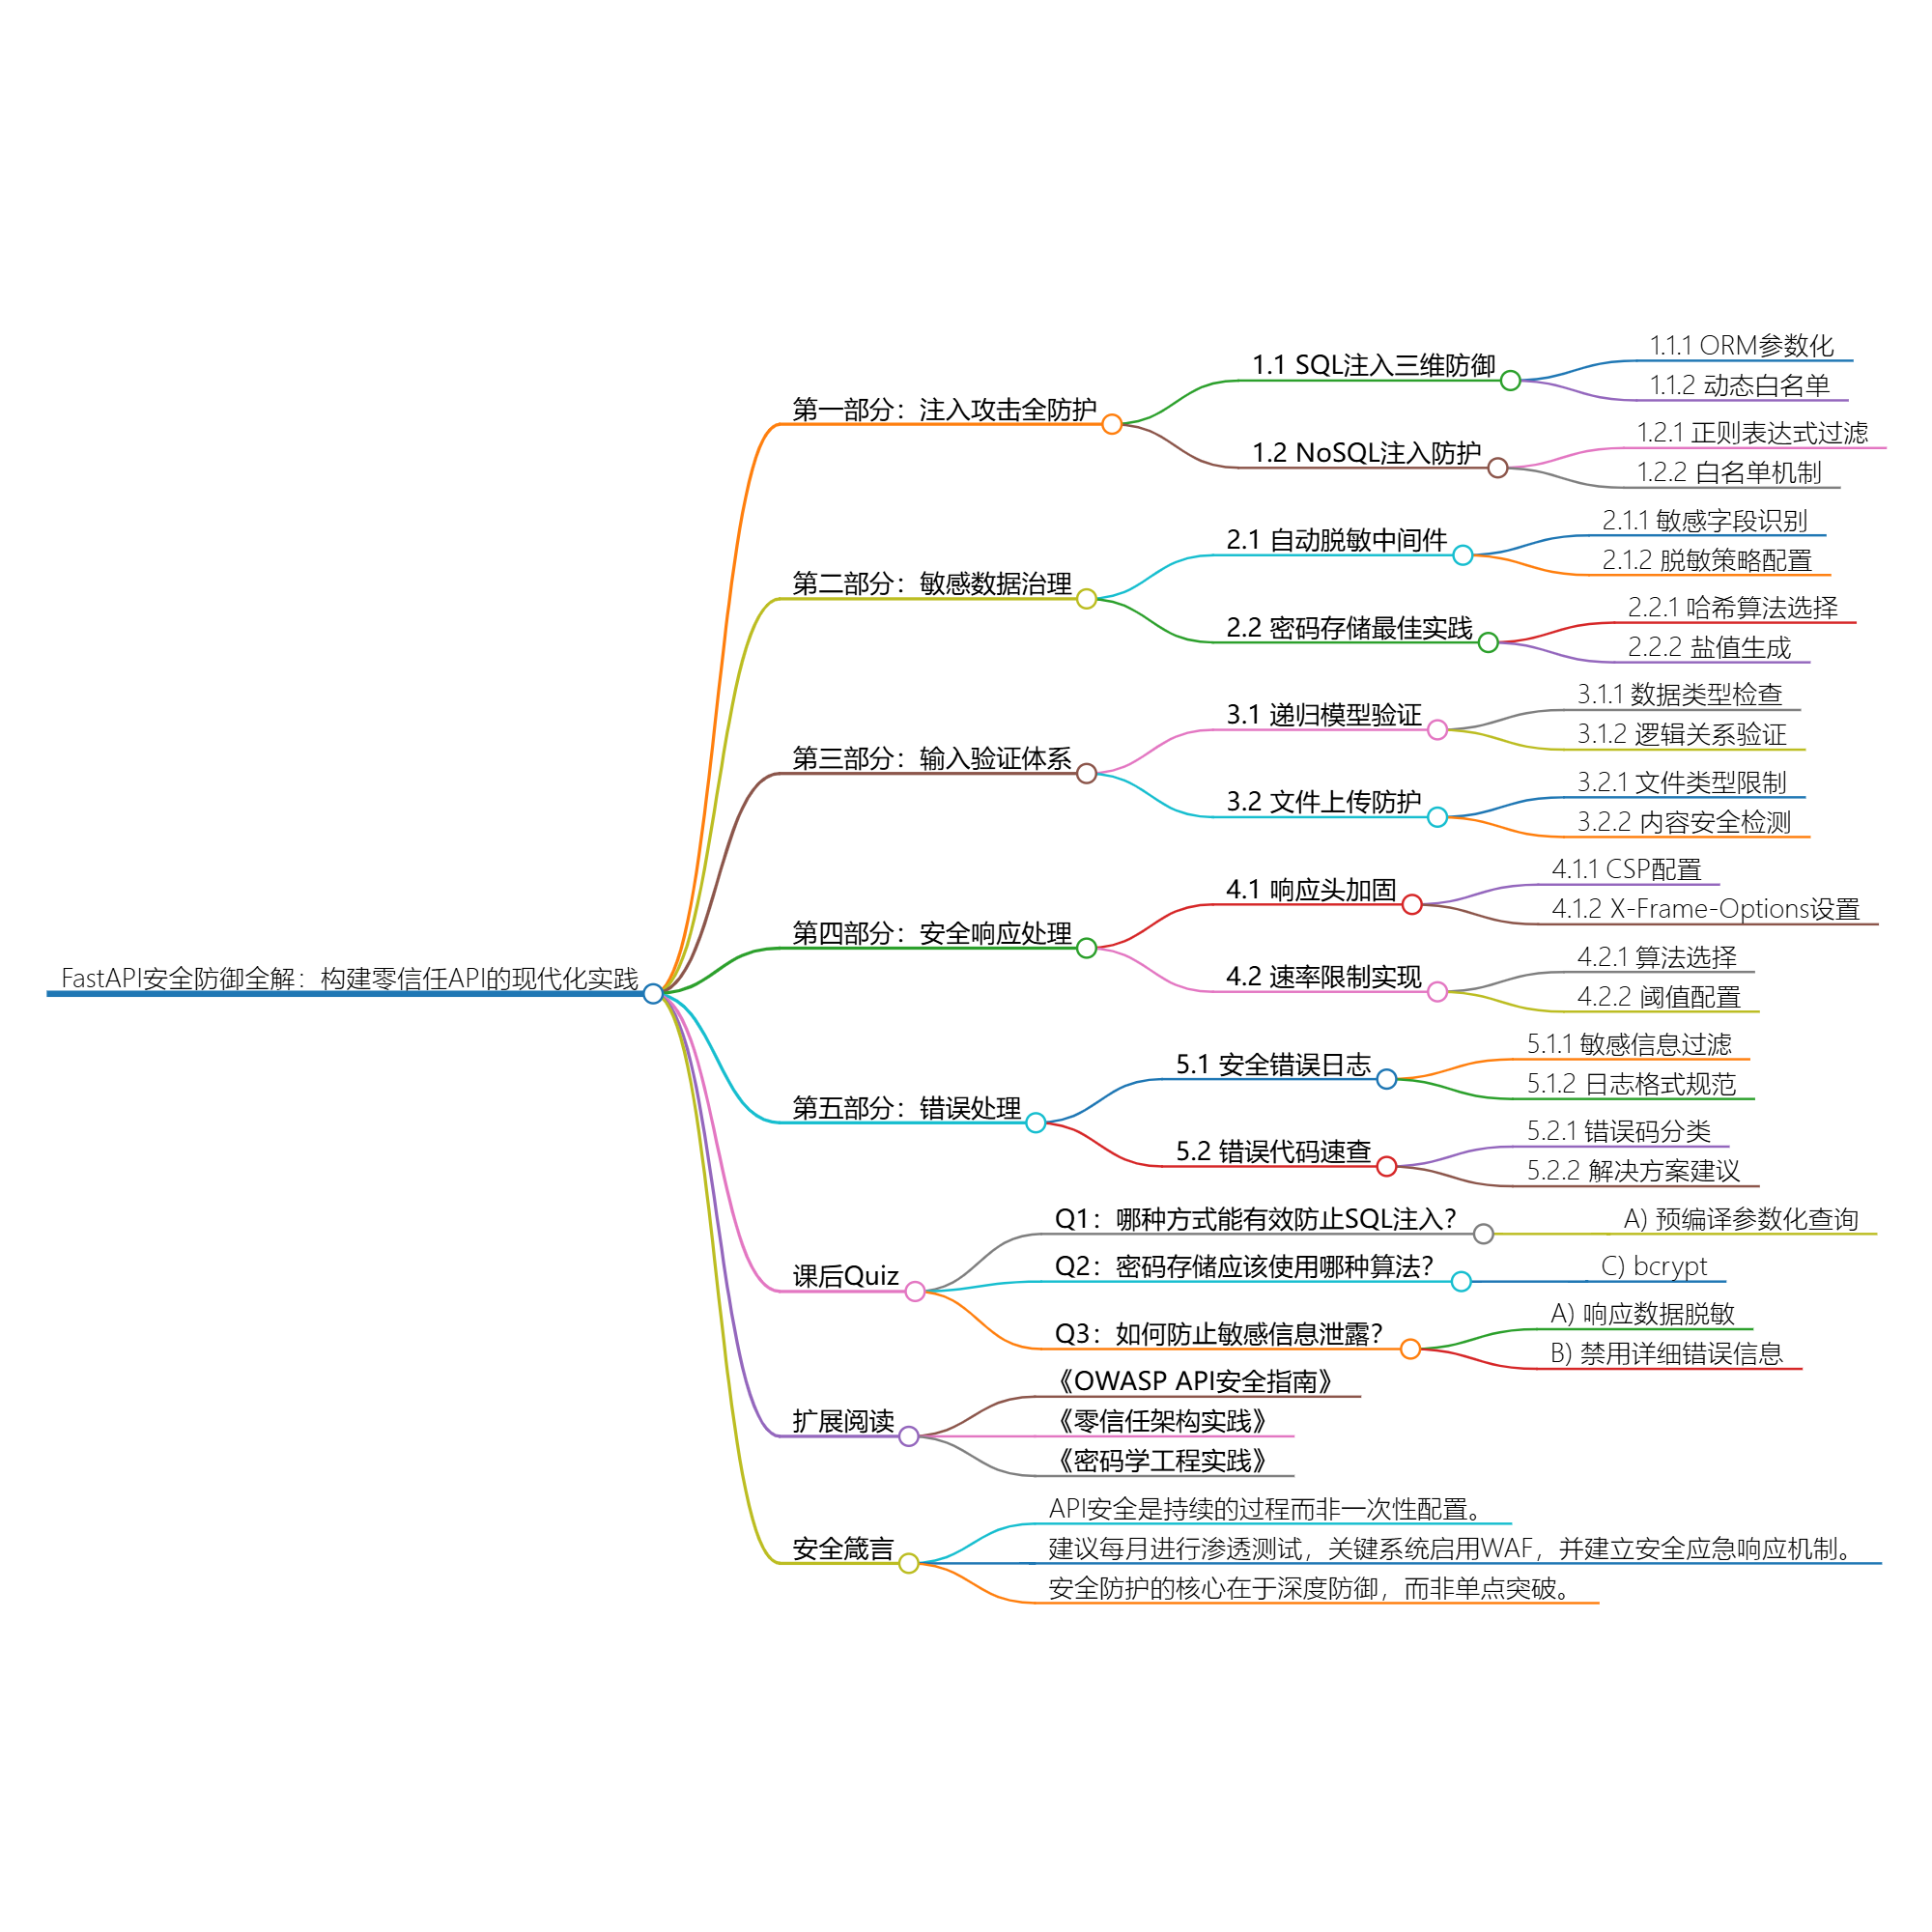 FastAPI安全防御全解：构建零信任API的现代化实践
第一部分：注入攻击全防护
1.1 SQL注入三维防御
1.1.1 ORM参数化
1.1.2 动态白名单
1.2 NoSQL注入防护
1.2.1 正则表达式过滤
1.2.2 白名单机制
第二部分：敏感数据治理
2.1 自动脱敏中间件
2.1.1 敏感字段识别
2.1.2 脱敏策略配置
2.2 密码存储最佳实践
2.2.1 哈希算法选择
2.2.2 盐值生成
第三部分：输入验证体系
3.1 递归模型验证
3.1.1 数据类型检查
3.1.2 逻辑关系验证
3.2 文件上传防护
3.2.1 文件类型限制
3.2.2 内容安全检测
第四部分：安全响应处理
4.1 响应头加固
4.1.1 CSP配置
4.1.2 X-Frame-Options设置
4.2 速率限制实现
4.2.1 算法选择
4.2.2 阈值配置
第五部分：错误处理
5.1 安全错误日志
5.1.1 敏感信息过滤
5.1.2 日志格式规范
5.2 错误代码速查
5.2.1 错误码分类
5.2.2 解决方案建议
课后Quiz
Q1：哪种方式能有效防止SQL注入？
A) 预编译参数化查询
Q2：密码存储应该使用哪种算法？
C) bcrypt
Q3：如何防止敏感信息泄露？
A) 响应数据脱敏
B) 禁用详细错误信息
扩展阅读
《OWASP API安全指南》
《零信任架构实践》
《密码学工程实践》
安全箴言
API安全是持续的过程而非一次性配置。
建议每月进行渗透测试，关键系统启用WAF，并建立安全应急响应机制。
安全防护的核心在于深度防御，而非单点突破。